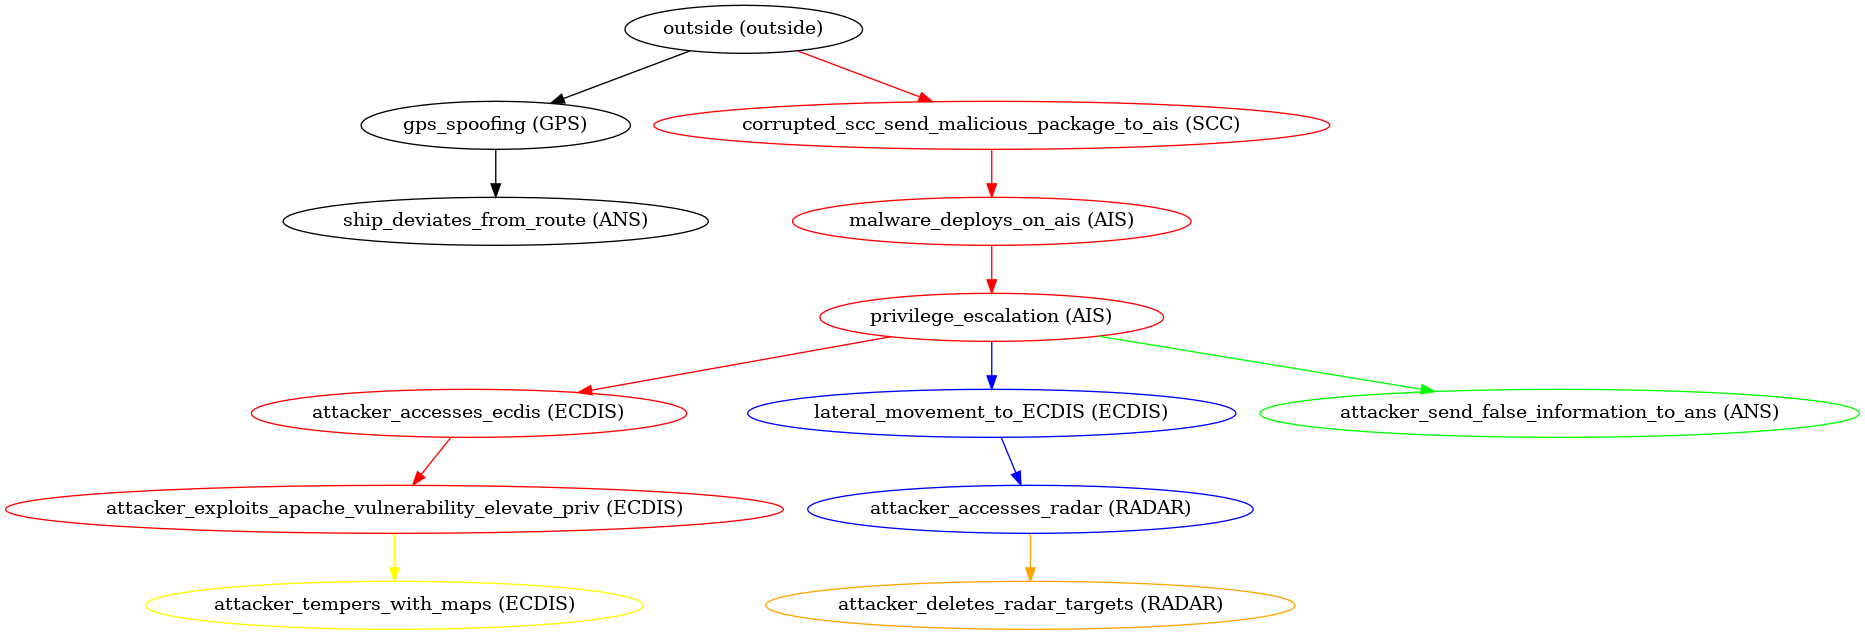 outside (outside)
gps_spoofing (GPS)
corrupted_scc_send_malicious_package_to_ais (SCC)
ship_deviates_from_route (ANS)
malware_deploys_on_ais (AIS)
privilege_escalation (AIS)
attacker_accesses_ecdis (ECDIS)
lateral_movement_to_ECDIS (ECDIS)
attacker_send_false_information_to_ans (ANS)
attacker_exploits_apache_vulnerability_elevate_priv (ECDIS)
attacker_accesses_radar (RADAR)
attacker_tempers_with_maps (ECDIS)
attacker_deletes_radar_targets (RADAR)